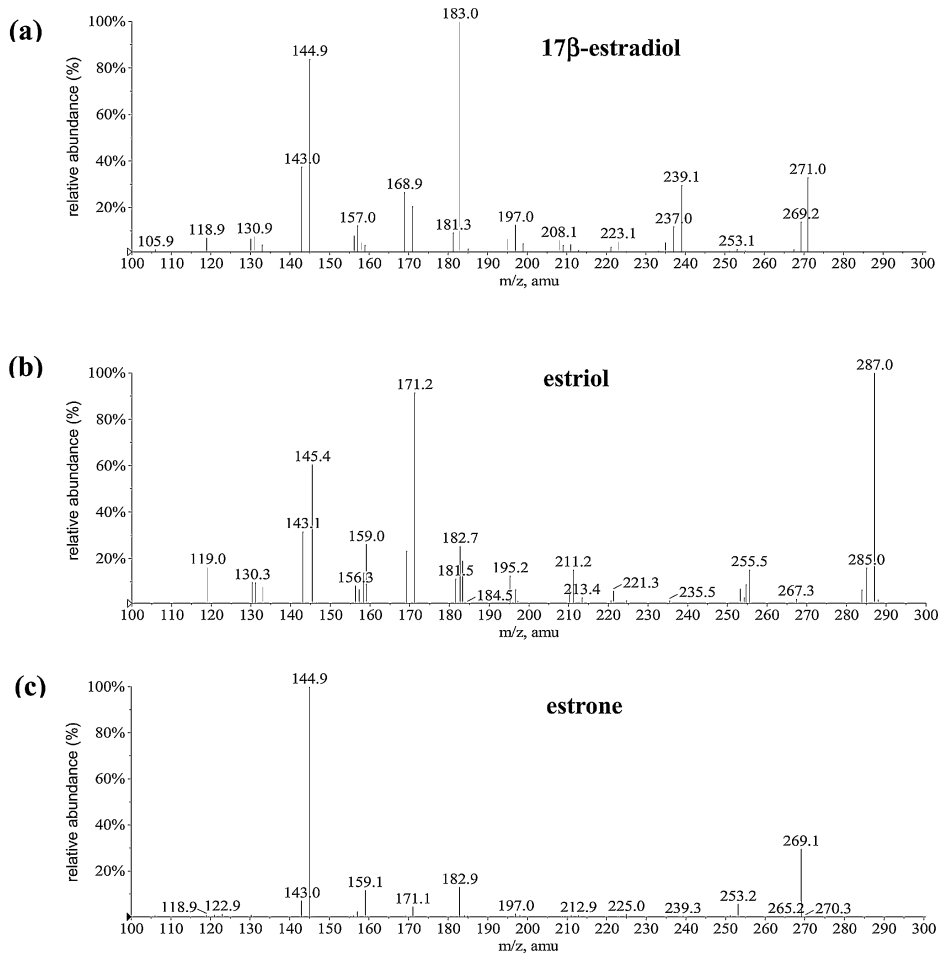 (a)
17β-estradiol
relative abundance (%)
100%
80%
60%
40%
20%
105.9 118.9 130.9 143.0 144.9 157.0 168.9 181.3 183.0 197.0 208.1 223.1 237.0 239.1 253.1 269.2 271.0
100 110 120 130 140 150 160 170 180 190 200 210 220 230 240 250 260 270 280 290 300
m/z, amu
(b)
estriol
relative abundance (%)
100%
80%
60%
40%
20%
119.0 130.3 143.1 145.4 156.3 159.0 171.2 181.5 182.7 184.5 195.2 211.2 213.4 221.3 235.5 255.5 267.3 285.0 287.0
100 110 120 130 140 150 160 170 180 190 200 210 220 230 240 250 260 270 280 290 300
m/z, amu
(c)
estrone
relative abundance (%)
100%
80%
60%
40%
20%
118.9 122.9 143.0 144.9 159.1 171.1 182.9 197.0 212.9 225.0 239.3 253.2 265.2 269.1 270.3
100 110 120 130 140 150 160 170 180 190 200 210 220 230 240 250 260 270 280 290 300
m/z, amu